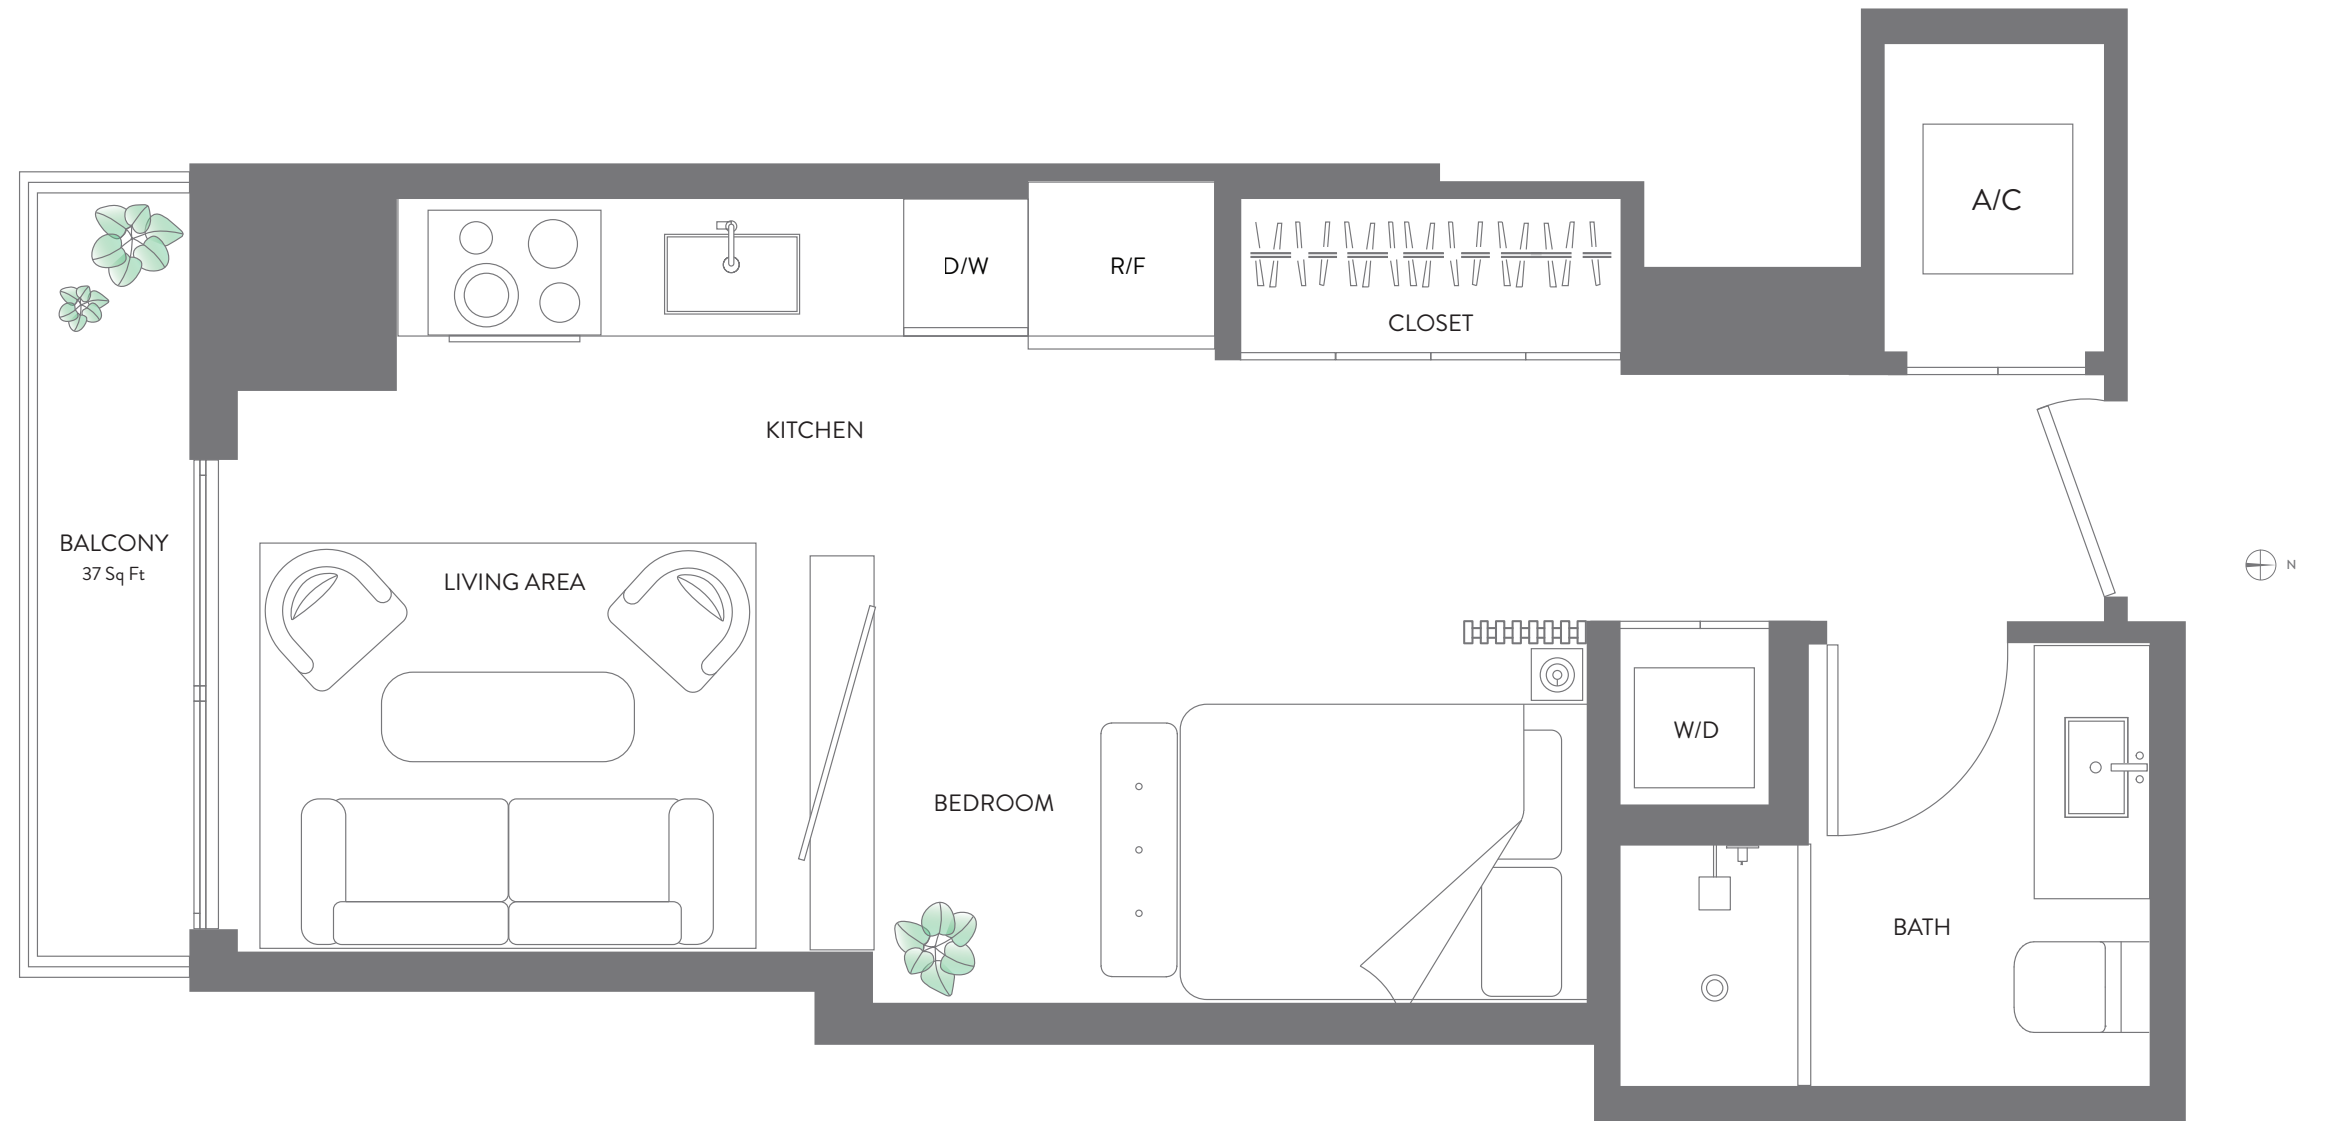 A/C
D/W
R/F
CLOSET
KITCHEN
BALCONY
37 Sq Ft
LIVING AREA
N
W/D
BEDROOM
BATH